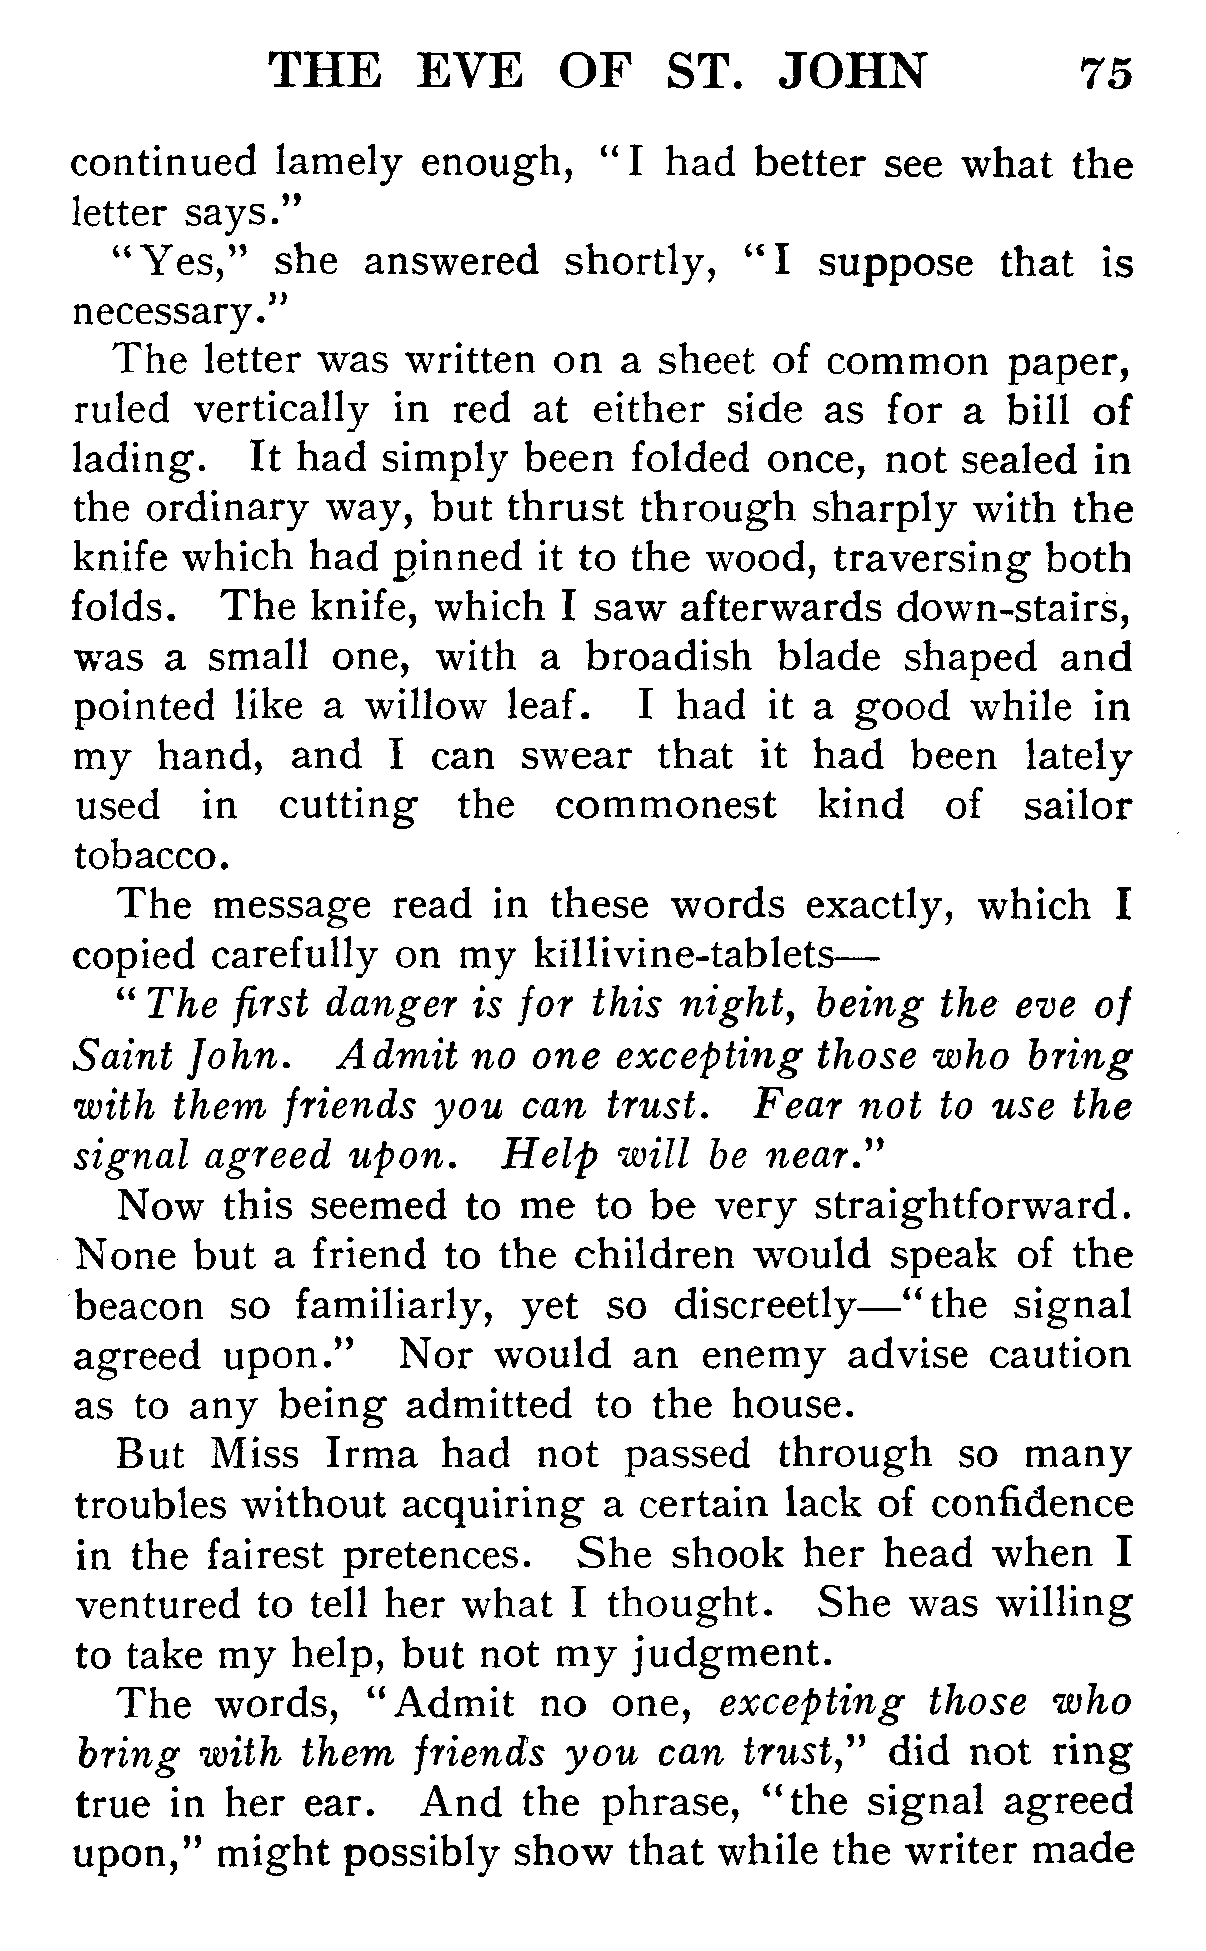 THE EVE OF ST. JOHN 75
continued lamely enough, “I had better see what the
letter says.”
“Yes,” she answered shortly, “I suppose that is
necessary.”
The letter was written on a sheet of common paper,
ruled vertically in red at either side as for a bill of
lading. It had simply been folded once, not sealed in
the ordinary way, but thrust through sharply with the
knife which had pinned it to the wood, traversing both
folds. The knife, which I saw afterwards down-stairs,
was a small one, with a broadish blade shaped and
pointed like a willow leaf. I had it a good while in
my hand, and I can swear that it had been lately
used in cutting the commonest kind of sailor
tobacco.
The message read in these words exactly, which I
copied carefully on my killivine-tablets—
“The first danger is for this night, being the eve of
Saint John. Admit no one excepting those who bring
with them friends you can trust. Fear not to use the
signal agreed upon. Help will be near.”
Now this seemed to me to be very straightforward.
None but a friend to the children would speak of the
beacon so familiarly, yet so discreetly—“the signal
agreed upon.” Nor would an enemy advise caution
as to any being admitted to the house.
But Miss Irma had not passed through so many
troubles without acquiring a certain lack of confidence
in the fairest pretences. She shook her head when I
ventured to tell her what I thought. She was willing
to take my help, but not my judgment.
The words, “Admit no one, excepting those who
bring with them friends you can trust,” did not ring
true in her ear. And the phrase, “the signal agreed
upon,” might possibly show that while the writer made